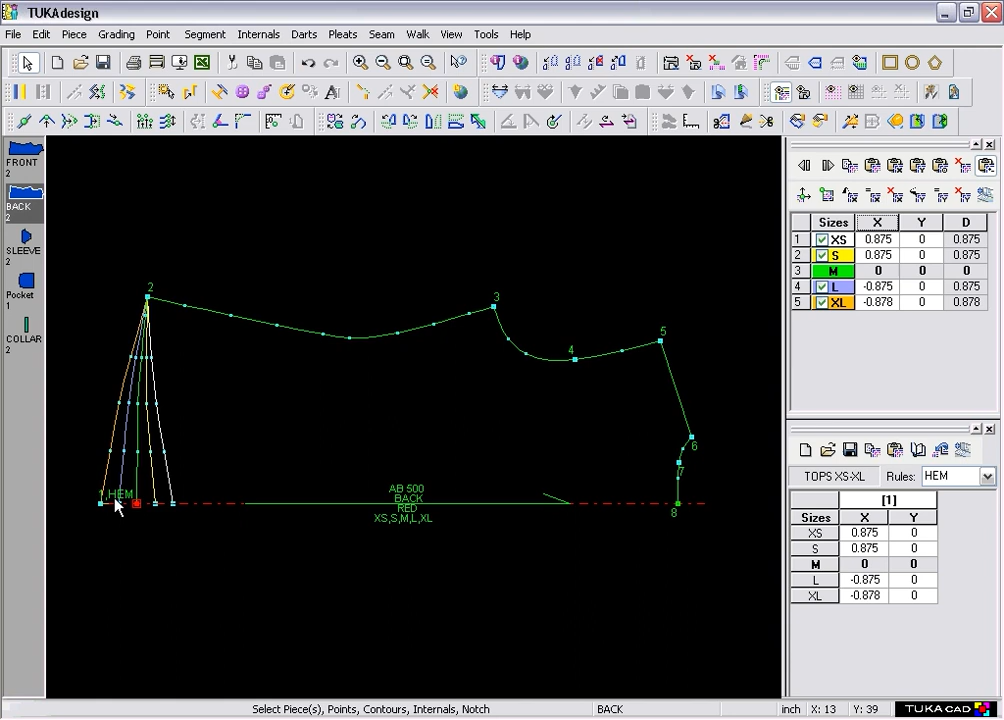 TUKAdesign
File Edit Piece Grading Point Segment Internals Darts Pleats Seam Walk View Tools Help
FRONT
2
BACK
2
SLEEVE
2
Pocket
1
COLLAR
2
2
3
4
5
6
7
8
1,HEM
AB 500
BACK
RED
XS,S,M,L,XL
Sizes X Y D
1 XS 0.875 0 0.875
2 S 0.875 0 0.875
3 M 0 0 0
4 L -0.875 0 0.875
5 XL -0.878 0 0.878
TOPS XS-XL Rules: HEM
[1]
Sizes X Y
XS 0.875 0
S 0.875 0
M 0 0
L -0.875 0
XL -0.878 0
Select Piece(s), Points, Contours, Internals, Notch BACK inch X: 13 Y: 39 TUKACAD